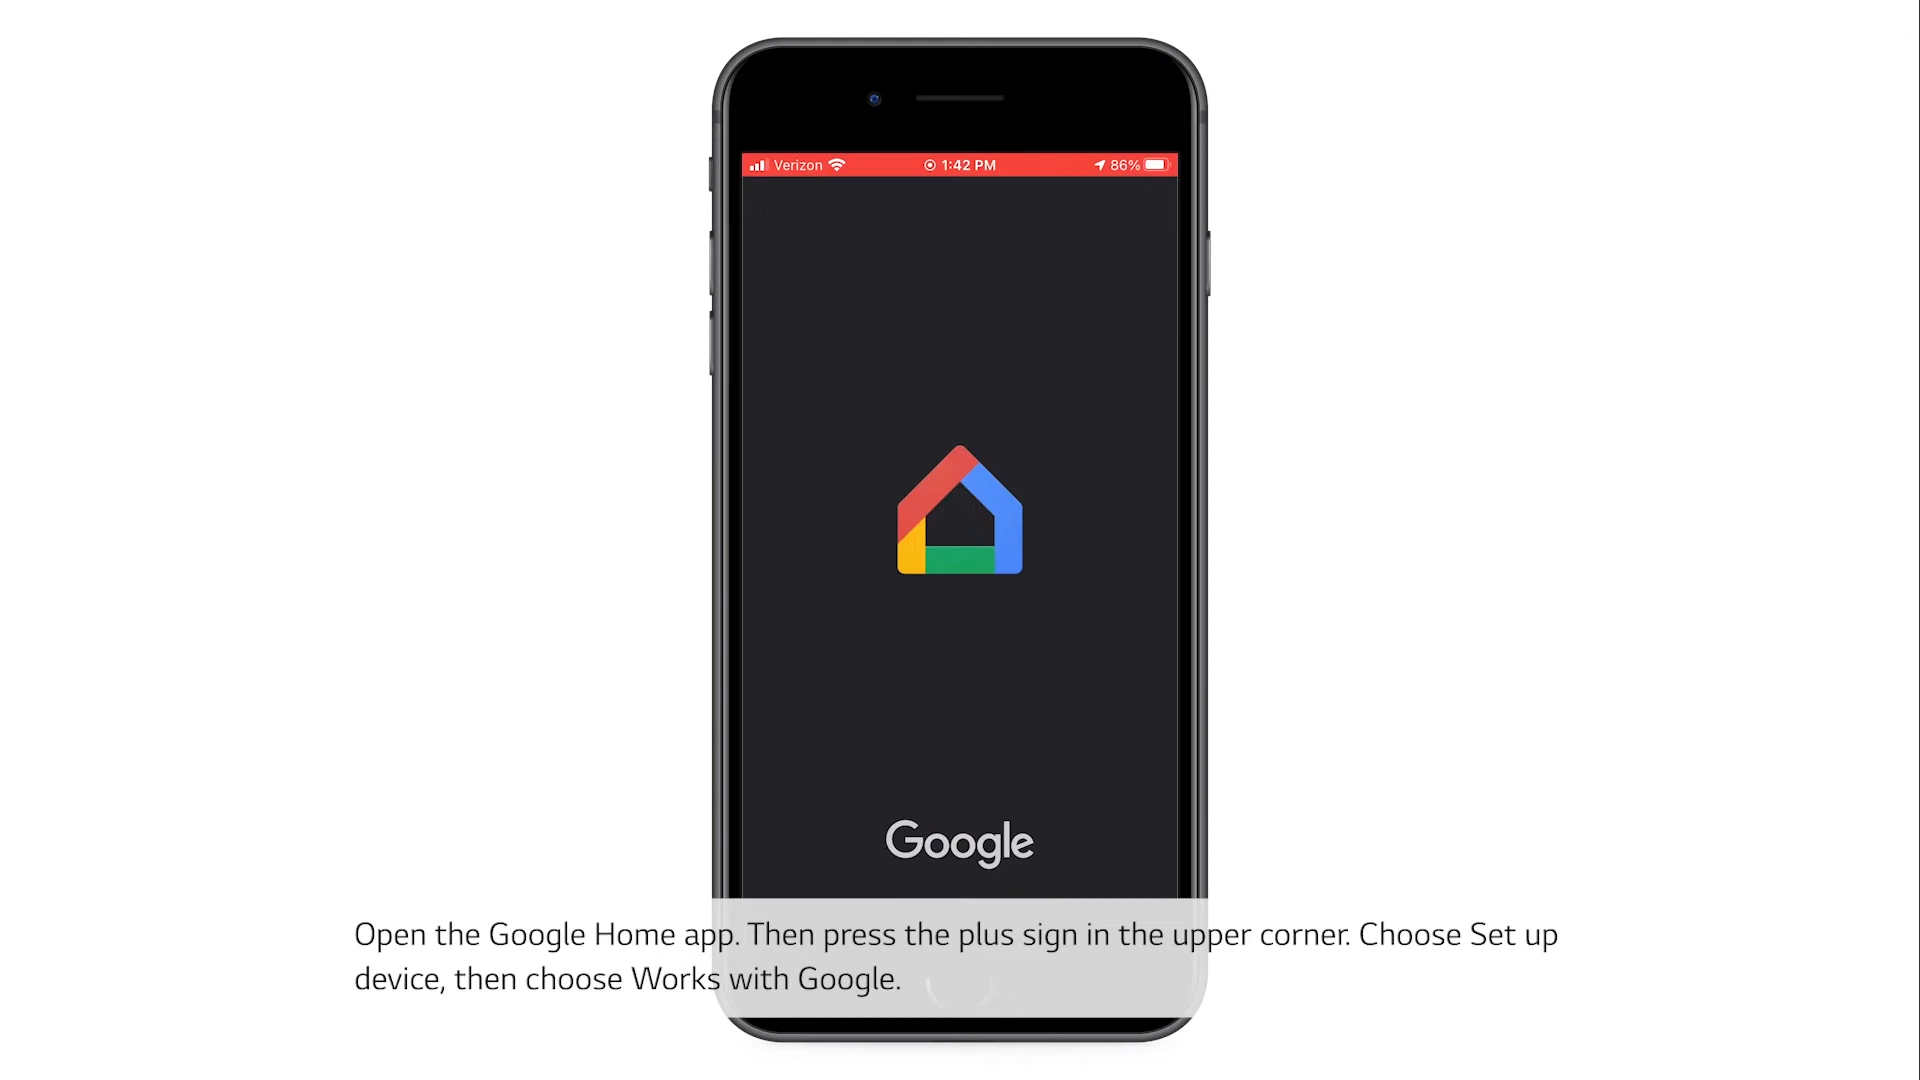 Verizon 1:42 PM 86%
Google
Open the Google Home app. Then press the plus sign in the upper corner. Choose Set up
device, then choose Works with Google.